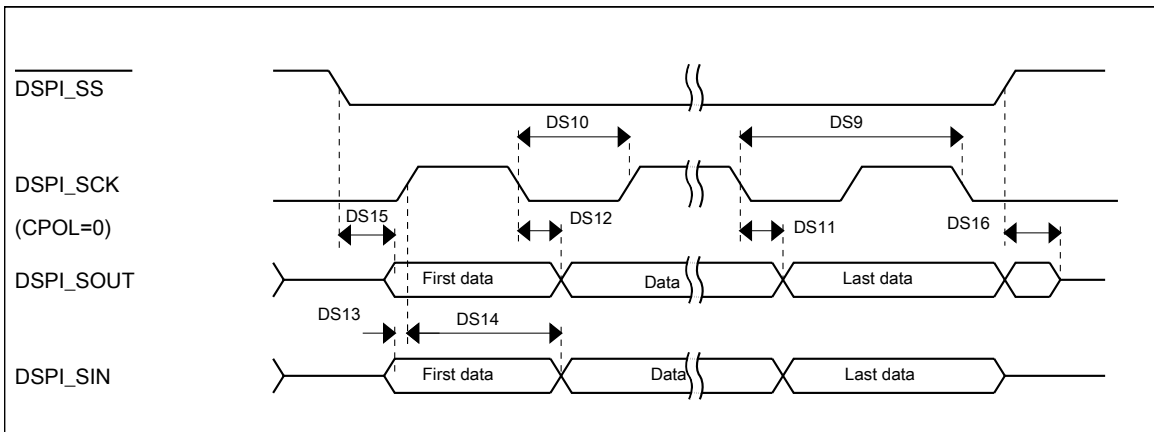 DSPI_SS
DS10
DS9
DSPI_SCK
(CPOL=0)
DS15
DS12
DS11
DS16
DSPI_SOUT
First data
Data
Last data
DS13
DS14
DSPI_SIN
First data
Data
Last data